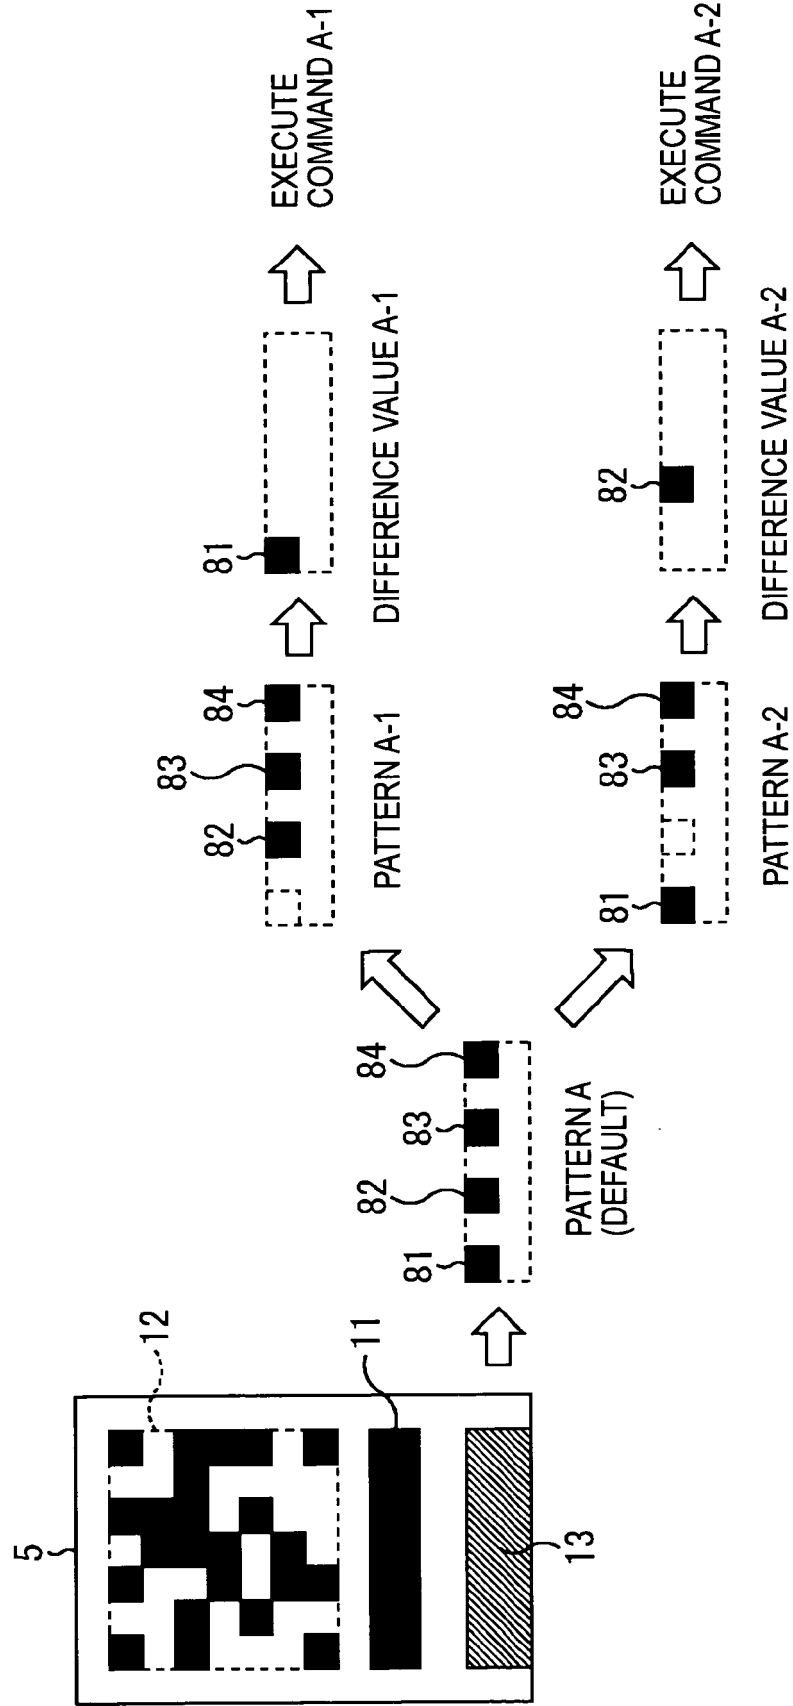 5
12
11
13
81
82
83
84
PATTERN A
(DEFAULT)
82
83
84
PATTERN A-1
81
DIFFERENCE VALUE A-1
EXECUTE
COMMAND A-1
81
83
84
PATTERN A-2
82
DIFFERENCE VALUE A-2
EXECUTE
COMMAND A-2